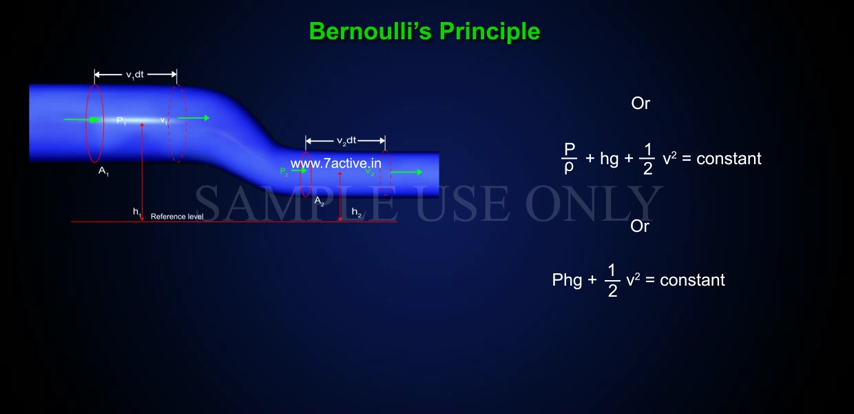 Bernoulli's Principle
v₁dt
P₁
v₁
A₁
h₁
Reference level
v₂dt
www.7active.in
P₂
v₂
A₂
h₂
SAMPLE USE ONLY
Or
P/ρ + hg + 1/2 v² = constant
Or
Phg + 1/2 v² = constant